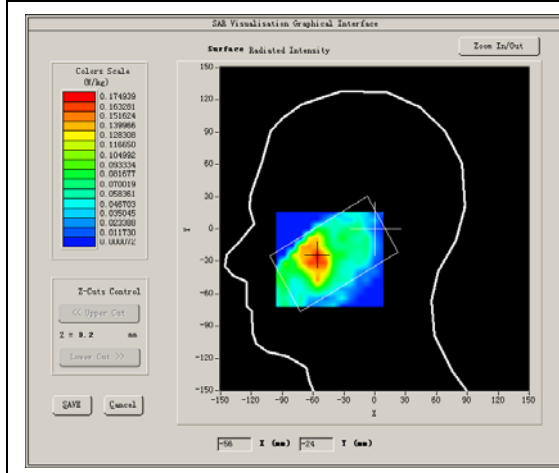 SAR Visualisation Graphical Interface
Surface Radiated Intensity
Zoom In/Out
Colors Scale
(W/kg)
0.174939
0.163281
0.151624
0.139966
0.128308
0.116650
0.104992
0.093334
0.081677
0.070019
0.058361
0.046703
0.035045
0.023388
0.011730
0.000072
150
120
90
60
30
0
-30
-60
-90
-120
-150
Y
-150 -120 -90 -60 -30 0 30 60 90 120 150
X
Z-Cuts Control
<< Upper Cut
Z = 0.2 mm
Lower Cut >>
SAVE Cancel
-56 X (mm) -24 Y (mm)